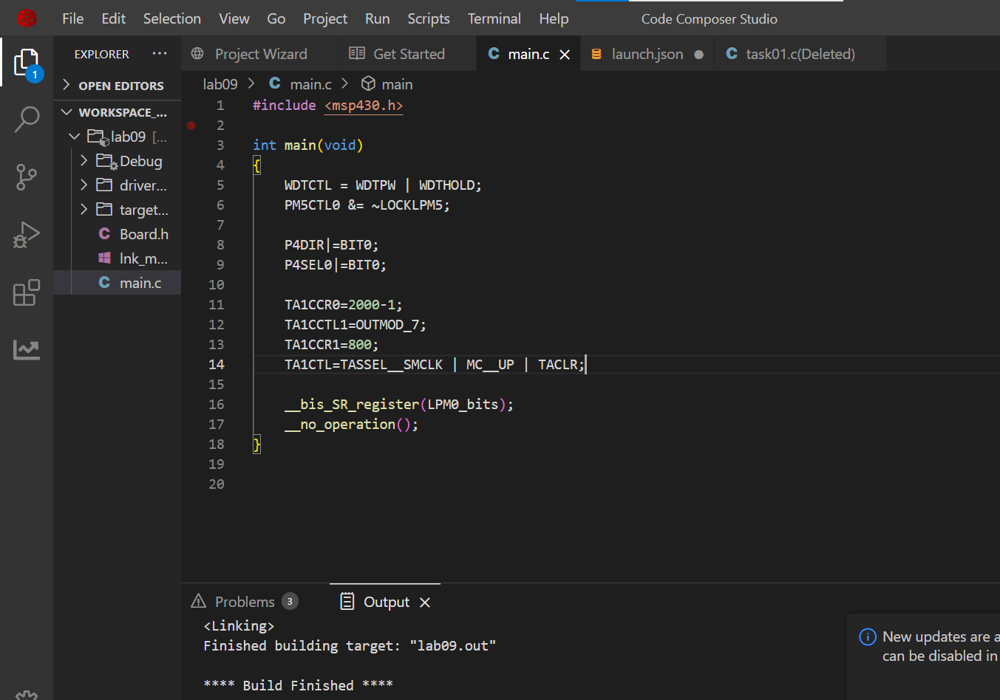 File Edit Selection View Go Project Run Scripts Terminal Help Code Composer Studio
EXPLORER ··· Project Wizard Get Started C main.c launch.json C task01.c(Deleted)
1
OPEN EDITORS
lab09 > C main.c > main
WORKSPACE_...
lab09 [...
Debug
driver...
target...
C Board.h
lnk_m...
C main.c
1 #include <msp430.h>
2
3 int main(void)
4 {
5 WDTCTL = WDTPW | WDTHOLD;
6 PM5CTL0 &= ~LOCKLPM5;
7
8 P4DIR|=BIT0;
9 P4SEL0|=BIT0;
10
11 TA1CCR0=2000-1;
12 TA1CCTL1=OUTMOD_7;
13 TA1CCR1=800;
14 TA1CTL=TASSEL__SMCLK | MC__UP | TACLR;
15
16 __bis_SR_register(LPM0_bits);
17 __no_operation();
18 }
19
20
Problems 3 Output
<Linking>
Finished building target: "lab09.out"
**** Build Finished ****
New updates are a
can be disabled in